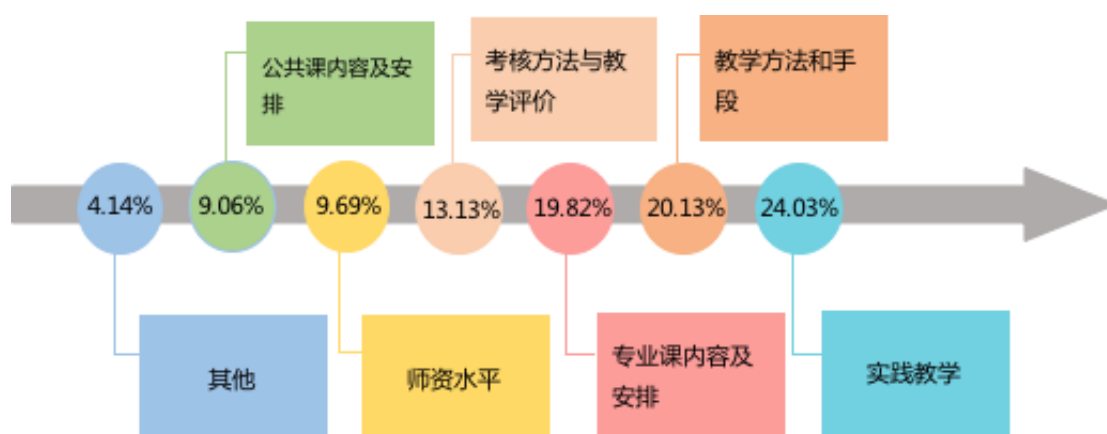 公共课内容及安
排
考核方法与教
学评价
教学方法和手
段
4.14%
9.06%
9.69%
13.13%
19.82%
20.13%
24.03%
其他
师资水平
专业课内容及
安排
实践教学